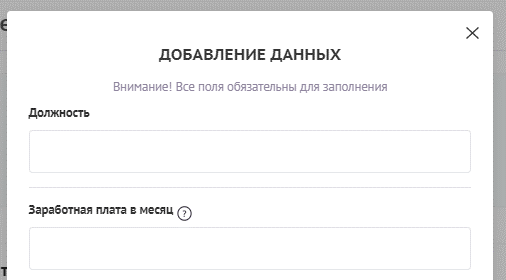 ДОБАВЛЕНИЕ ДАННЫХ
Внимание! Все поля обязательны для заполнения
Должность
Заработная плата в месяц ?